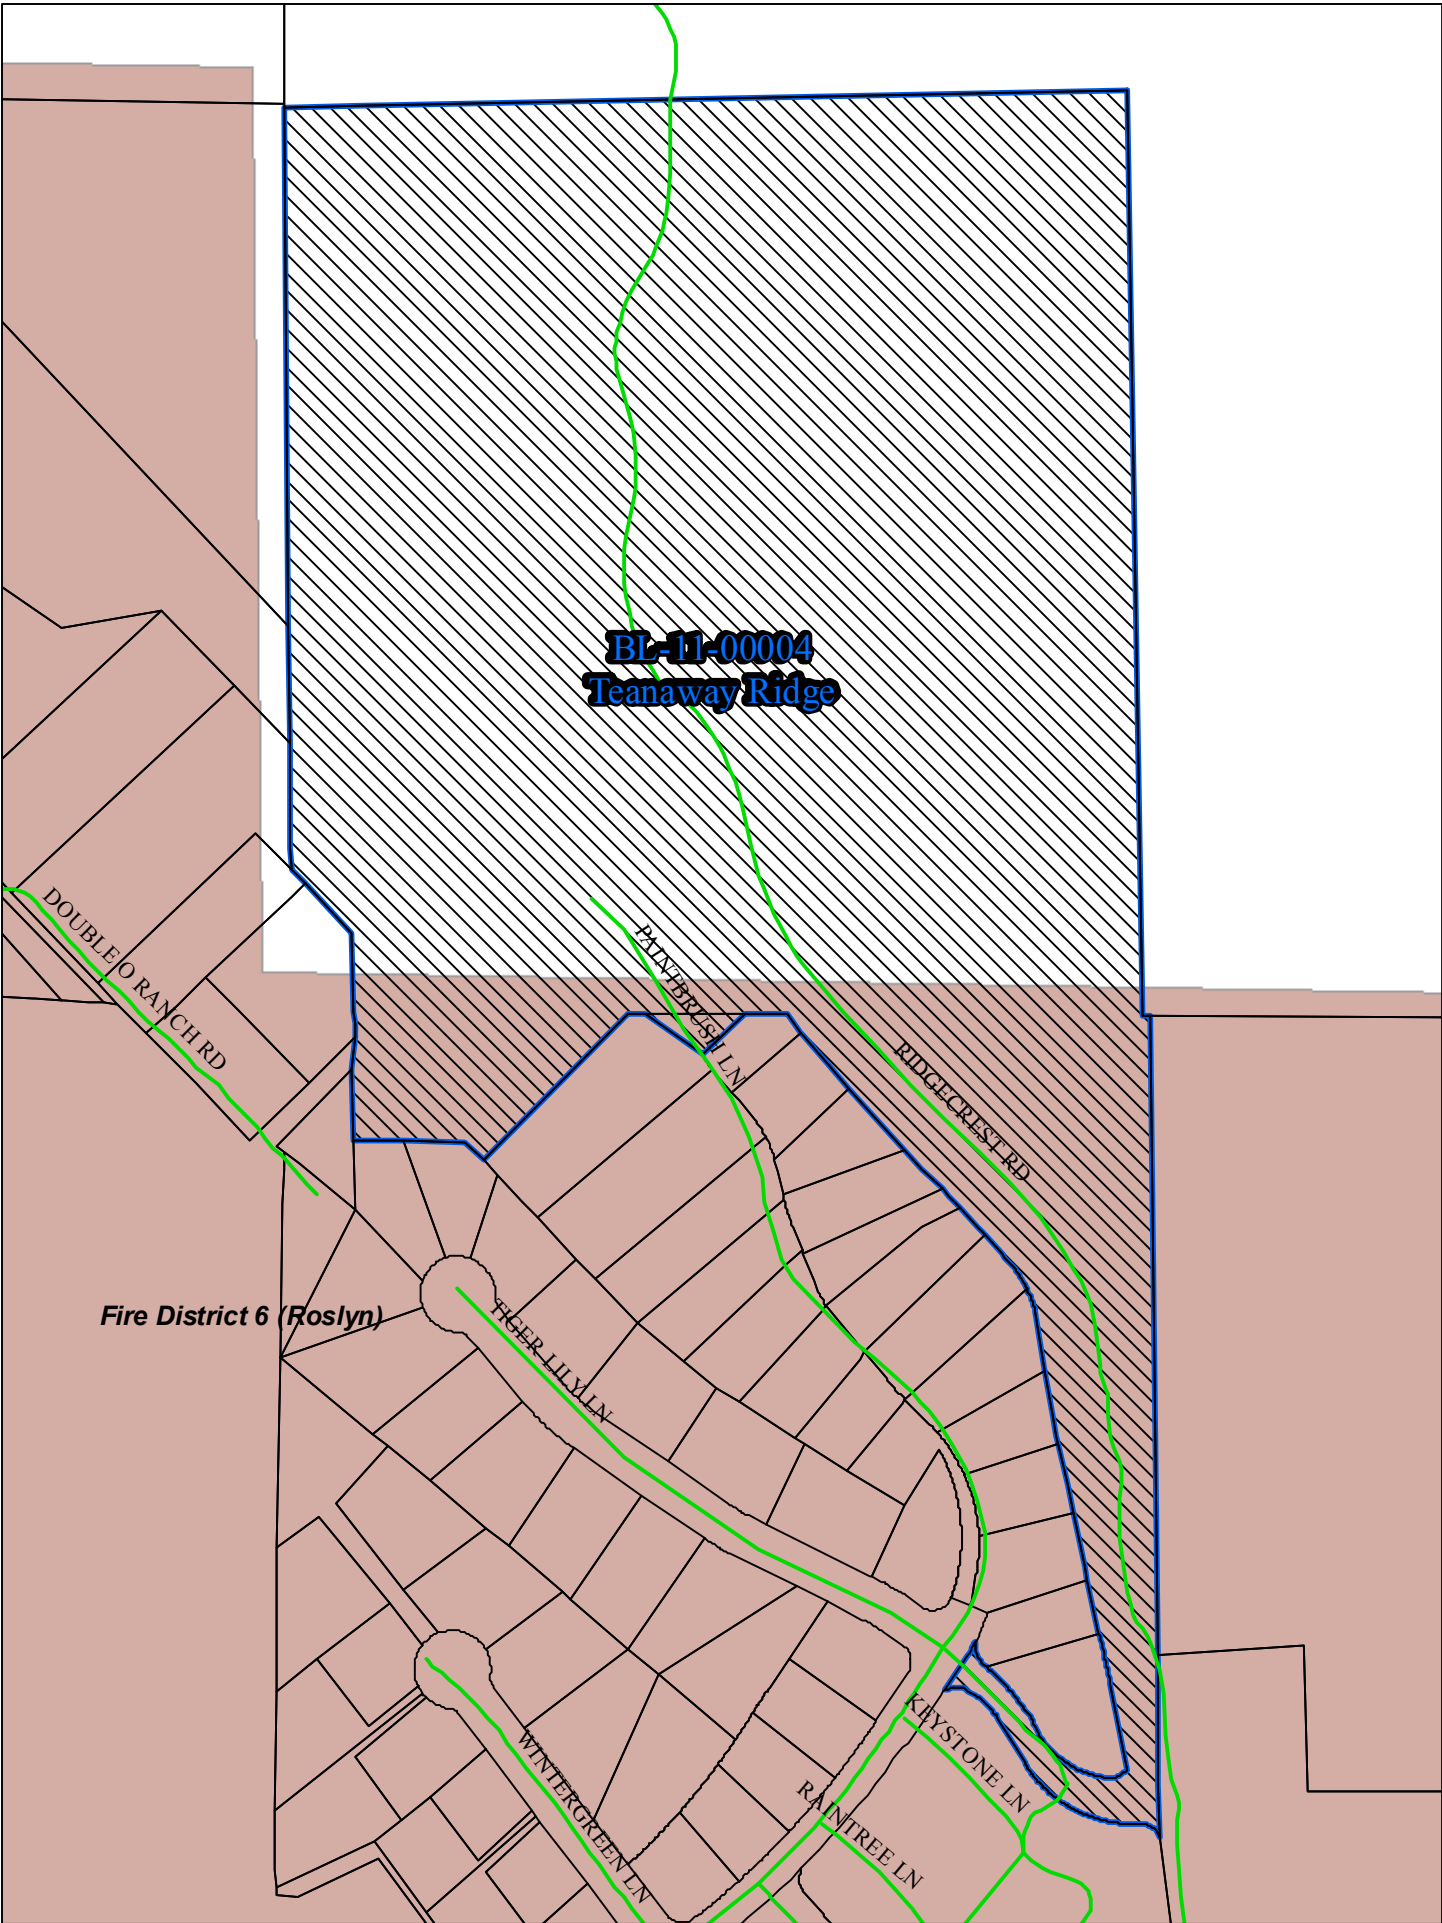 BL-11-00004
Teanaway Ridge
DOUBLE O RANCH RD
PAINTBRUSH LN
RIDGECREST RD
Fire District 6 (Roslyn)
TIGER LILY LN
KEYSTONE LN
WINTERGREEN LN
RAINTREE LN